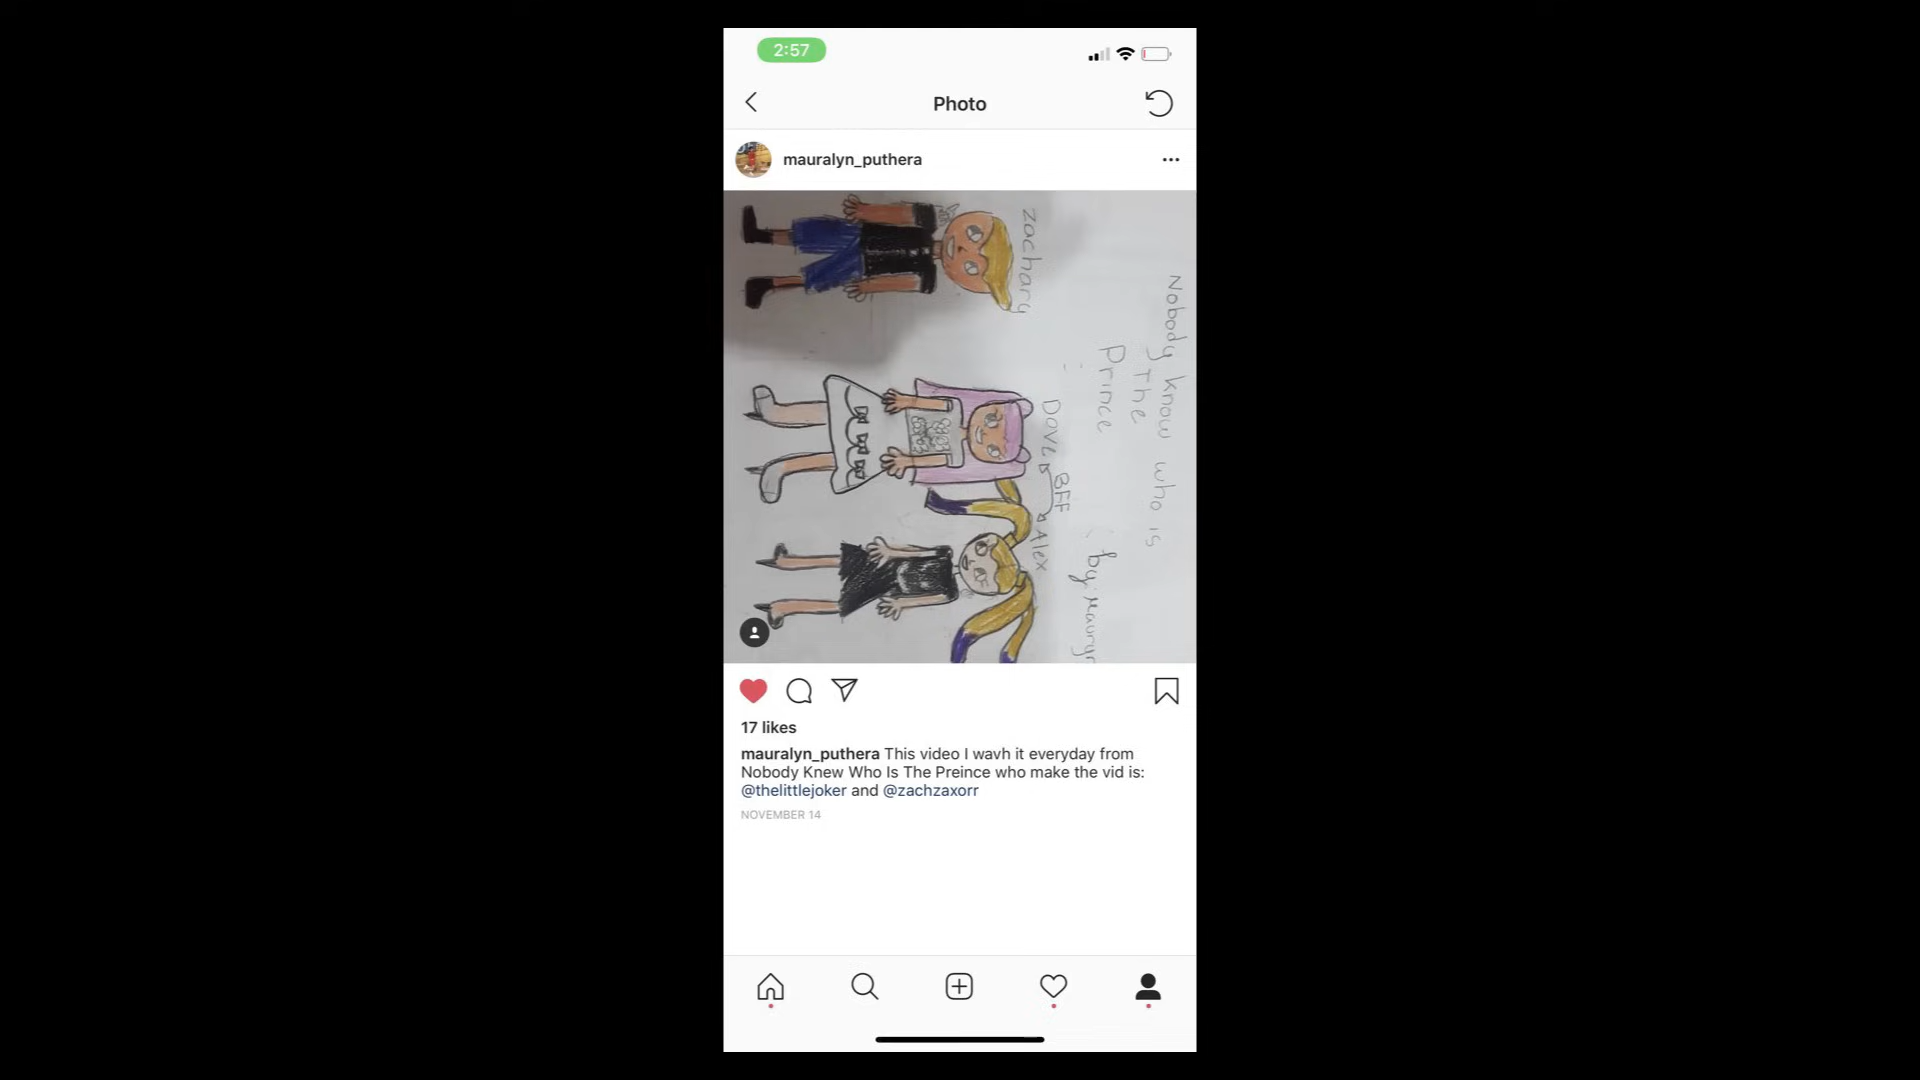 2:57
Photo
mauralyn_puthera
Nobody know who is
The
Prince
by:
zachary
Dove
BFF
Alex
17 likes
mauralyn_puthera This video I wavh it everyday from
Nobody Knew Who Is The Preince who make the vid is:
@thelittlejoker and @zachzaxorr
NOVEMBER 14